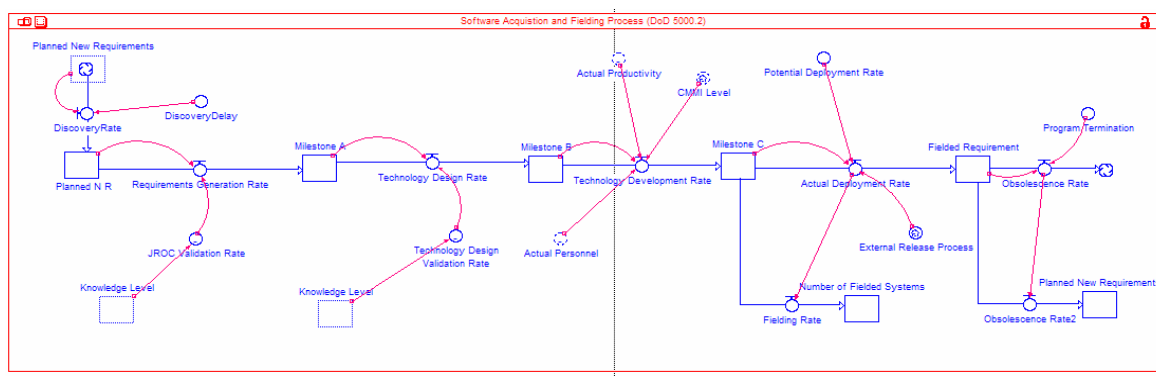 Software Acquistion and Fielding Process (DoD 5000.2)
Planned New Requirements
Actual Productivity
Potential Deployment Rate
CMMI Level
DiscoveryDelay
DiscoveryRate
Program Termination
Milestone A
Milestone B
Milestone C
Fielded Requirement
Planned N R
Requirements Generation Rate
Technology Design Rate
Technology Development Rate
Actual Deployment Rate
Obsolescence Rate
JROC Validation Rate
Technology Design
Validation Rate
Actual Personnel
External Release Process
Knowledge Level
Knowledge Level
Number of Fielded Systems
Planned New Requirement
Fielding Rate
Obsolescence Rate2